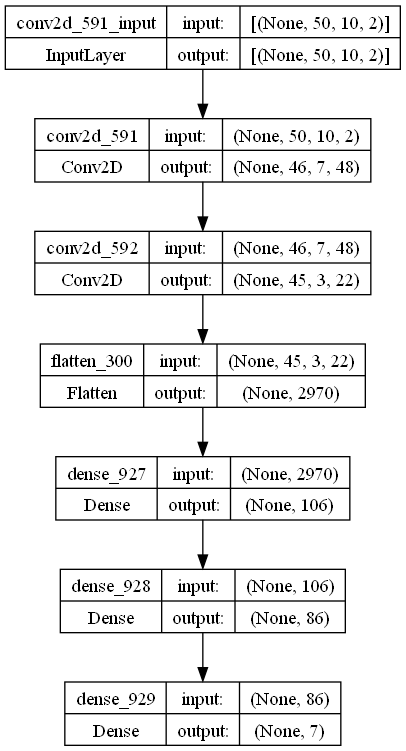 conv2d_591_input input: [(None, 50, 10, 2)]
InputLayer output: [(None, 50, 10, 2)]
conv2d_591 input: (None, 50, 10, 2)
Conv2D output: (None, 46, 7, 48)
conv2d_592 input: (None, 46, 7, 48)
Conv2D output: (None, 45, 3, 22)
flatten_300 input: (None, 45, 3, 22)
Flatten output: (None, 2970)
dense_927 input: (None, 2970)
Dense output: (None, 106)
dense_928 input: (None, 106)
Dense output: (None, 86)
dense_929 input: (None, 86)
Dense output: (None, 7)